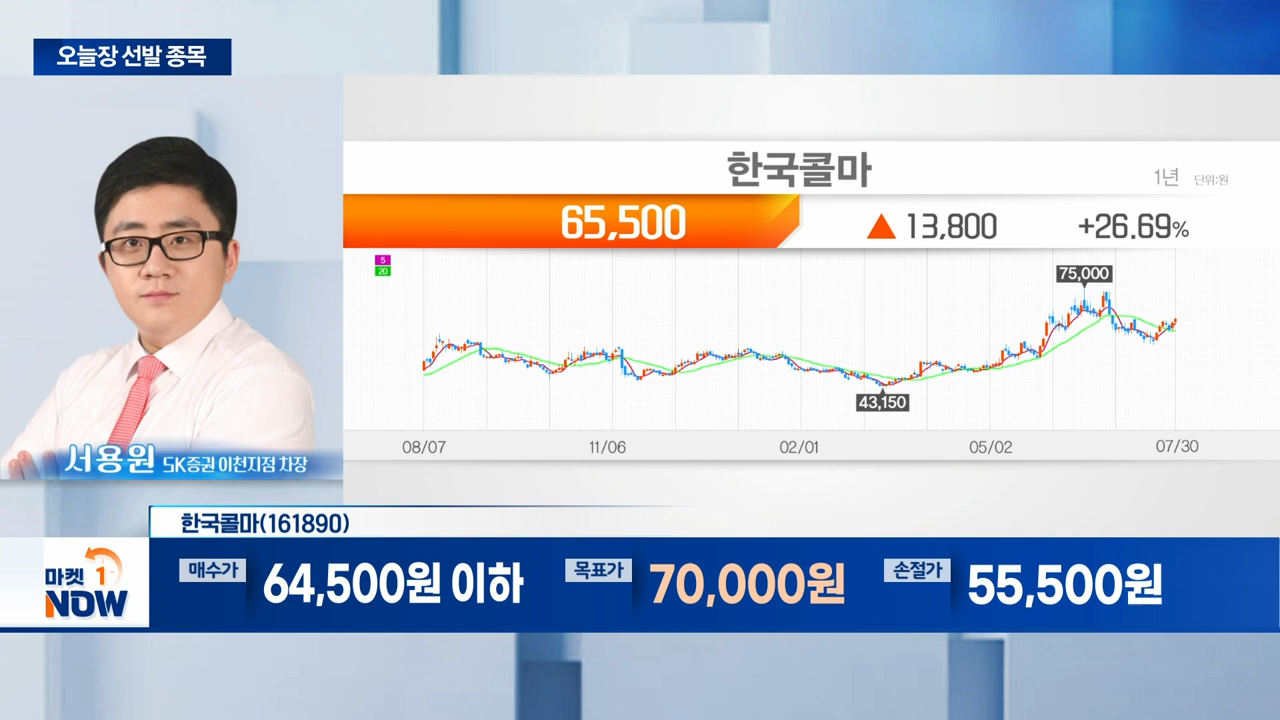 오늘장 선발 종목
한국콜마
1년 단위:원
65,500 ▲ 13,800 +26.69%
5
20
75,000
43,150
08/07 11/06 02/01 05/02 07/30
서용원 SK증권 이천지점 차장
한국콜마(161890)
마켓 1
NOW
매수가 64,500원 이하 목표가 70,000원 손절가 55,500원